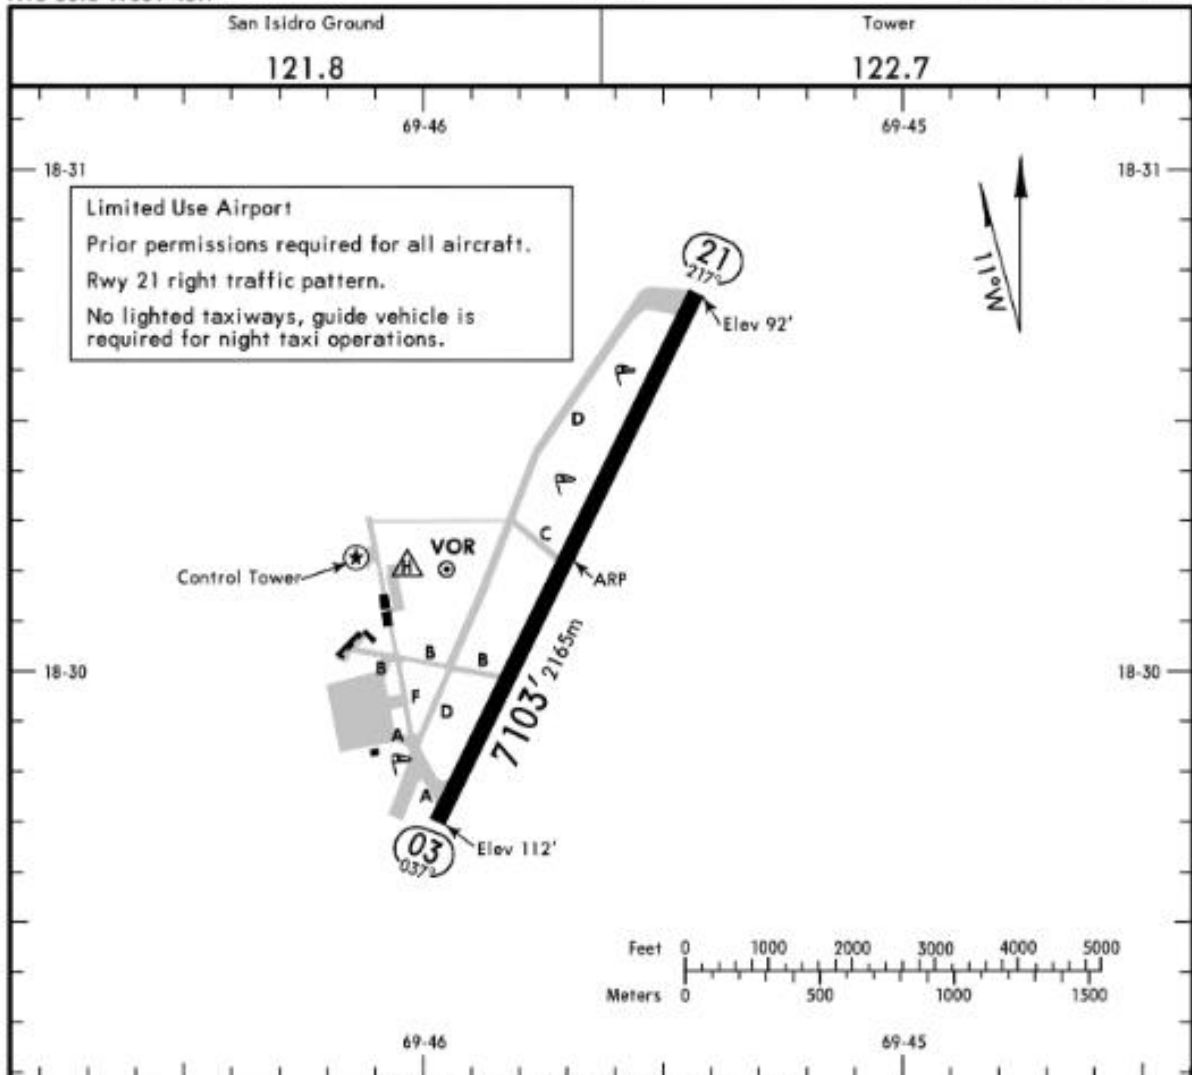 San Isidro Ground
Tower
121.8
122.7
69-46
69-45
18-31
18-31
Limited Use Airport
Prior permissions required for all aircraft.
Rwy 21 right traffic pattern.
No lighted taxiways, guide vehicle is
required for night taxi operations.
11°W
21
217°
Elev 92'
D
C
VOR
H
Control Tower
ARP
B
B
B
18-30
18-30
F
D
7103' 2165m
A
A
03
037°
Elev 112'
Feet 0 1000 2000 3000 4000 5000
Meters 0 500 1000 1500
69-46
69-45